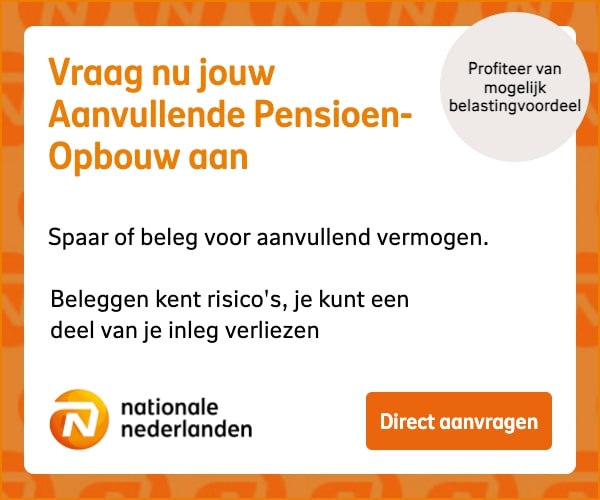 Vraag nu jouw
Aanvullende Pensioen-
Opbouw aan
Profiteer van
mogelijk
belastingvoordeel
Spaar of beleg voor aanvullend vermogen.
Beleggen kent risico's, je kunt een
deel van je inleg verliezen
nationale
nederlanden
Direct aanvragen